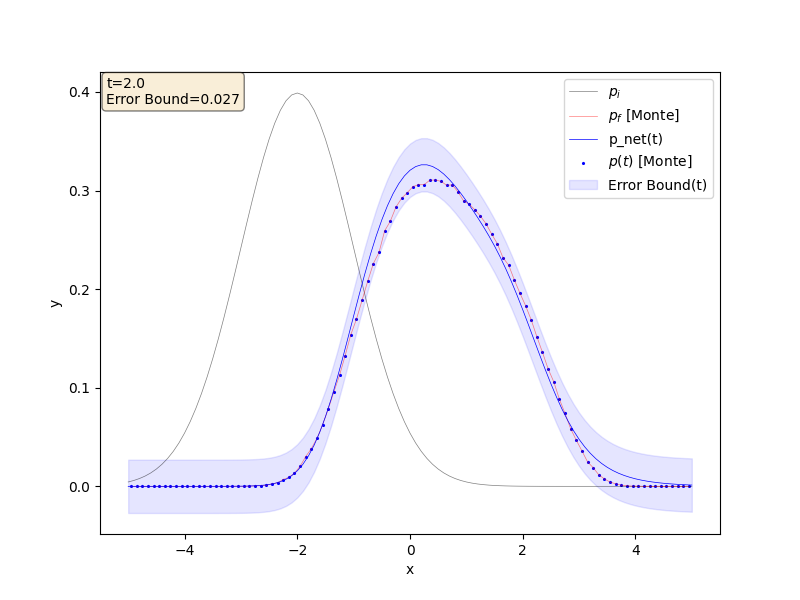 t=2.0
Error Bound=0.027
p_i
p_f [Monte]
p_net(t)
p(t) [Monte]
Error Bound(t)
0.4
0.3
0.2
0.1
0.0
y
−4 −2 0 2 4
x